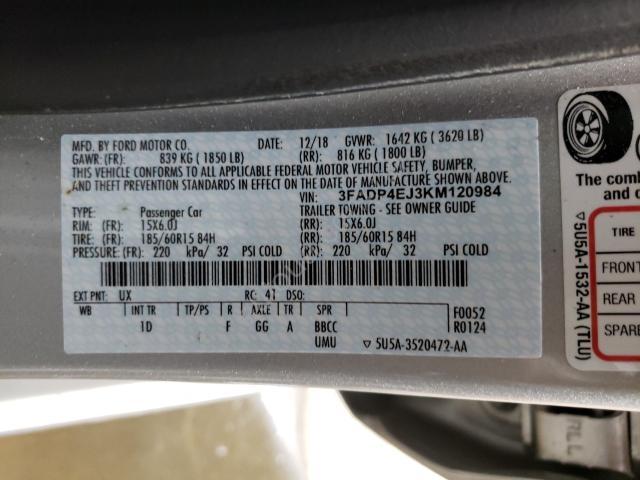 MFD. BY FORD MOTOR CO. DATE: 12/18 GVWR: 1642 KG ( 3620 LB)
GAWR: (FR): 839 KG ( 1850 LB) (RR): 816 KG ( 1800 LB)
THIS VEHICLE CONFORMS TO ALL APPLICABLE FEDERAL MOTOR VEHICLE SAFETY, BUMPER,
AND THEFT PREVENTION STANDARDS IN EFFECT ON THE DATE OF MANUFACTURE SHOWN ABOVE.
VIN: 3FADP4EJ3KM120984
TYPE: Passenger Car TRAILER TOWING - SEE OWNER GUIDE
RIM: (FR): 15X6.0J (RR): 15X6.0J
TIRE: (FR): 185/60R15 84H (RR): 185/60R15 84H
PRESSURE: (FR): 220 kPa/ 32 PSI COLD (RR): 220 kPa/ 32 PSI COLD
EXT PNT: UX RC: 41 DSO:
WB INT TR TP/PS R AXLE TR SPR F0052
1D F GG A BBCC R0124
UMU ▽ 5U5A-3520472-AA
▽5U5A-1532-AA (TLU)
The comb
KM
TIRE
FRONT
REAR
SPARE